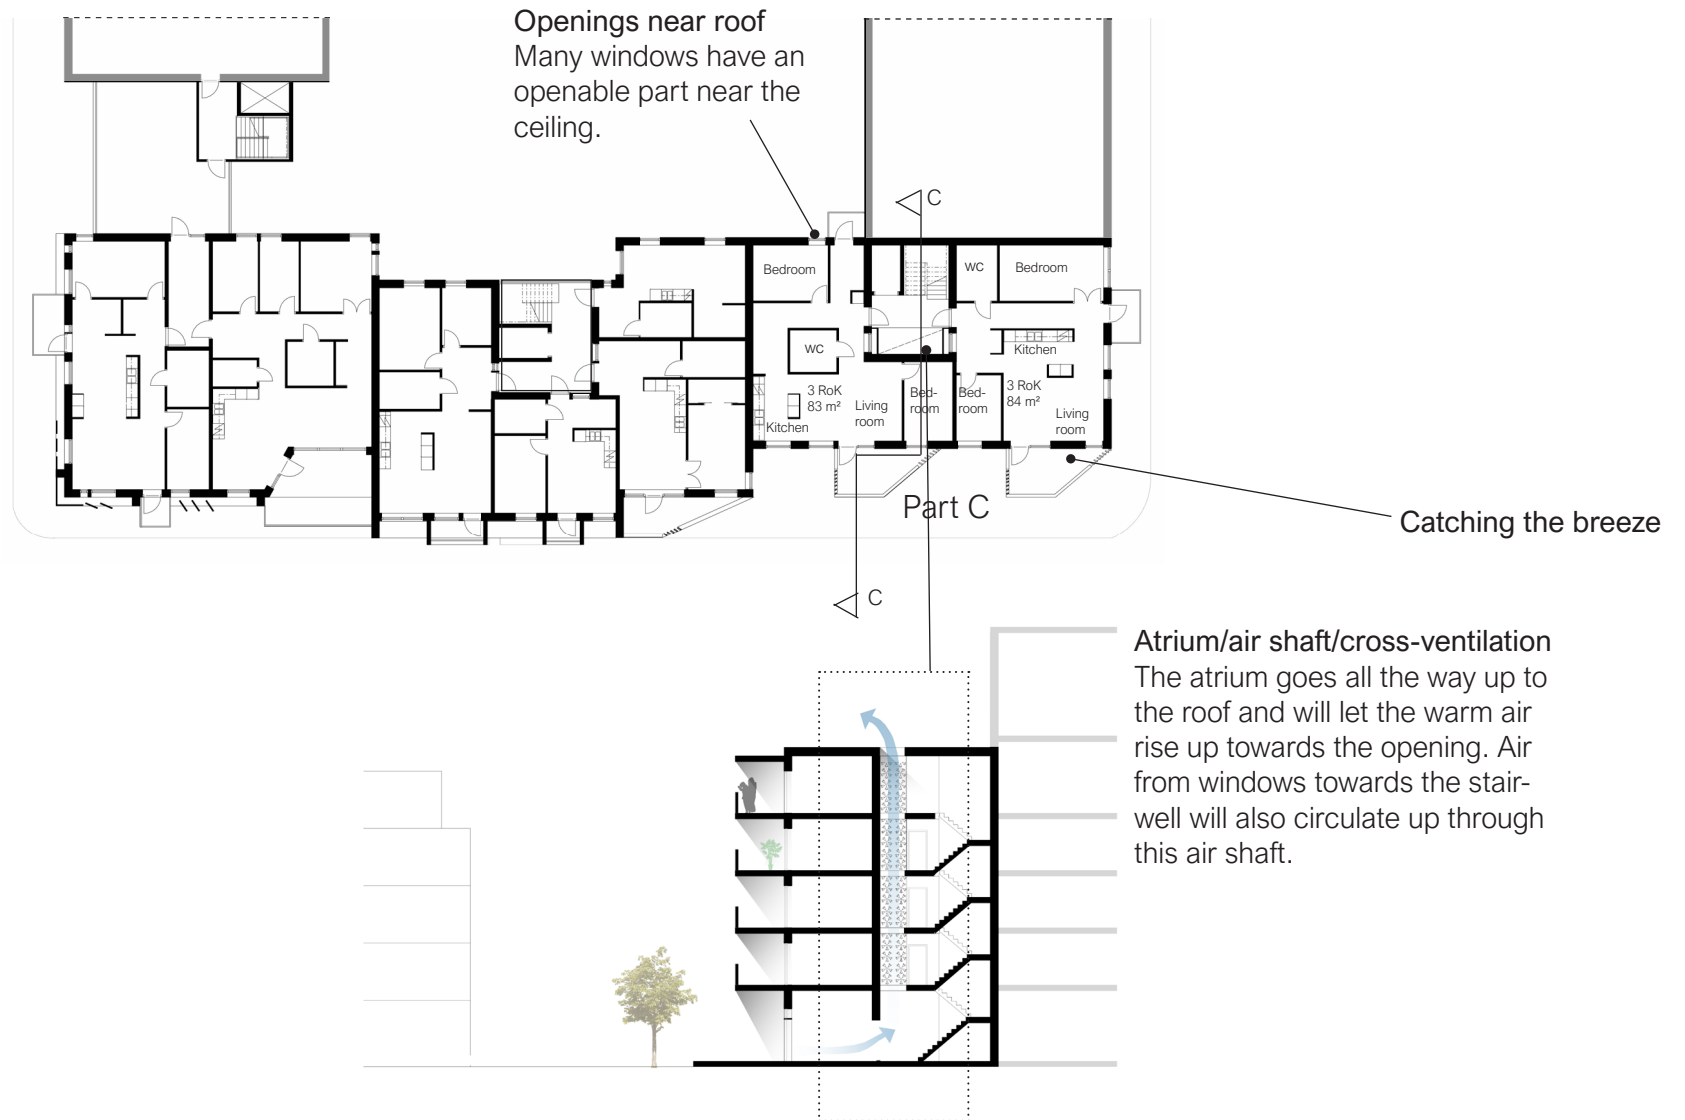 Openings near roof
Many windows have an
openable part near the
ceiling.
C
Bedroom
WC
Bedroom
WC
Kitchen
3 RoK
83 m²
Living
room
Kitchen
Bed-
room
Bed-
room
3 RoK
84 m²
Living
room
Part C
Catching the breeze
C
Atrium/air shaft/cross-ventilation
The atrium goes all the way up to
the roof and will let the warm air
rise up towards the opening. Air
from windows towards the stair-
well will also circulate up through
this air shaft.